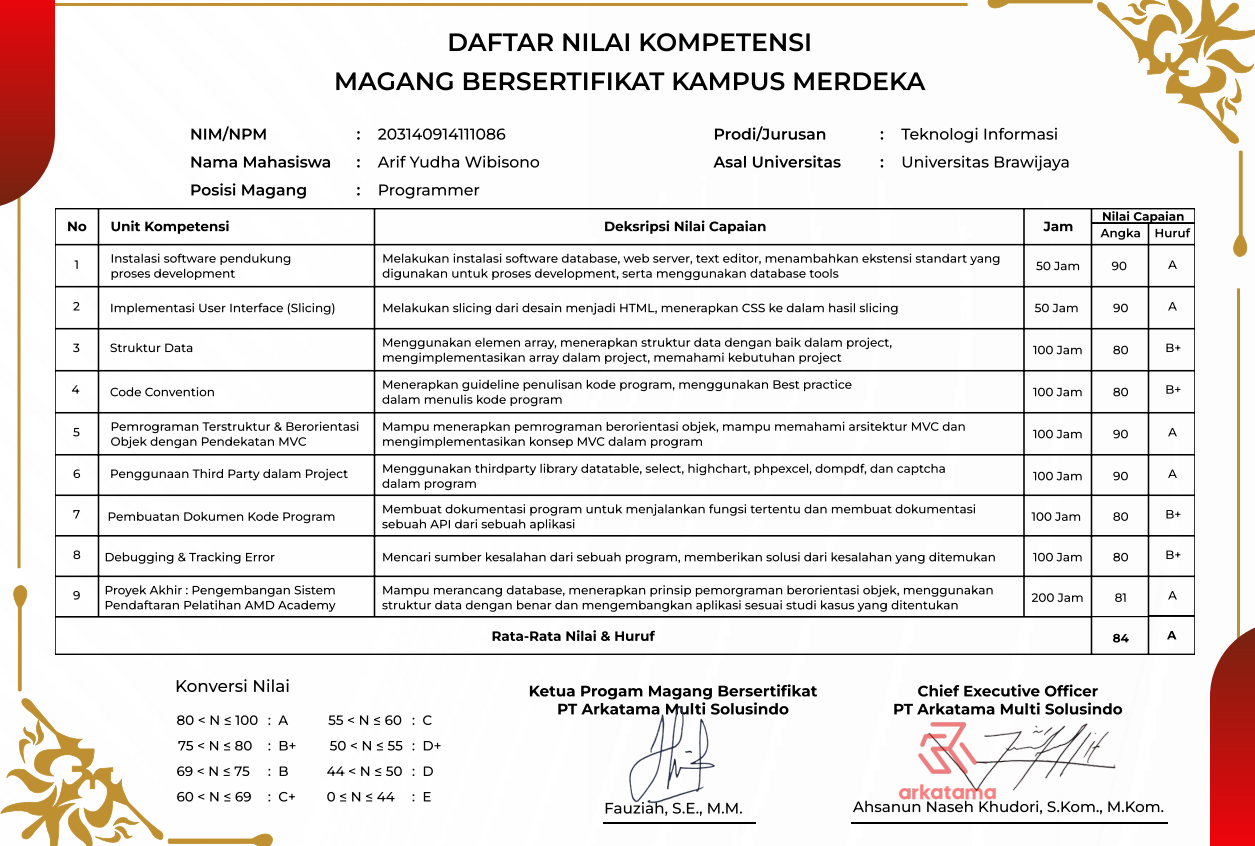 DAFTAR NILAI KOMPETENSI
MAGANG BERSERTIFIKAT KAMPUS MERDEKA
NIM/NPM : 203140914111086 Prodi/Jurusan : Teknologi Informasi
Nama Mahasiswa : Arif Yudha Wibisono Asal Universitas : Universitas Brawijaya
Posisi Magang : Programmer
No Unit Kompetensi Deksripsi Nilai Capaian Jam Nilai Capaian
Angka Huruf
1 Instalasi software pendukung Melakukan instalasi software database, web server, text editor, menambahkan ekstensi standart yang 50 Jam 90 A
proses development digunakan untuk proses development, serta menggunakan database tools
2 Implementasi User Interface (Slicing) Melakukan slicing dari desain menjadi HTML, menerapkan CSS ke dalam hasil slicing 50 Jam 90 A
3 Struktur Data Menggunakan elemen array, menerapkan struktur data dengan baik dalam project, 100 Jam 80 B+
mengimplementasikan array dalam project, memahami kebutuhan project
4 Code Convention Menerapkan guideline penulisan kode program, menggunakan Best practice 100 Jam 80 B+
dalam menulis kode program
5 Pemrograman Terstruktur & Berorientasi Mampu menerapkan pemrograman berorientasi objek, mampu memahami arsitektur MVC dan 100 Jam 90 A
Objek dengan Pendekatan MVC mengimplementasikan konsep MVC dalam program
6 Penggunaan Third Party dalam Project Menggunakan thirdparty library datatable, select, highchart, phpexcel, dompdf, dan captcha 100 Jam 90 A
dalam program
7 Pembuatan Dokumen Kode Program Membuat dokumentasi program untuk menjalankan fungsi tertentu dan membuat dokumentasi 100 Jam 80 B+
sebuah API dari sebuah aplikasi
8 Debugging & Tracking Error Mencari sumber kesalahan dari sebuah program, memberikan solusi dari kesalahan yang ditemukan 100 Jam 80 B+
9 Proyek Akhir : Pengembangan Sistem Mampu merancang database, menerapkan prinsip pemorgraman berorientasi objek, menggunakan 200 Jam 81 A
Pendaftaran Pelatihan AMD Academy struktur data dengan benar dan mengembangkan aplikasi sesuai studi kasus yang ditentukan
Rata-Rata Nilai & Huruf 84 A
Konversi Nilai
80 < N ≤ 100 : A 55 < N ≤ 60 : C
75 < N ≤ 80 : B+ 50 < N ≤ 55 : D+
69 < N ≤ 75 : B 44 < N ≤ 50 : D
60 < N ≤ 69 : C+ 0 ≤ N ≤ 44 : E
Ketua Progam Magang Bersertifikat
PT Arkatama Multi Solusindo
Fauziah, S.E., M.M.
Chief Executive Officer
PT Arkatama Multi Solusindo
arkatama
Ahsanun Naseh Khudori, S.Kom., M.Kom.